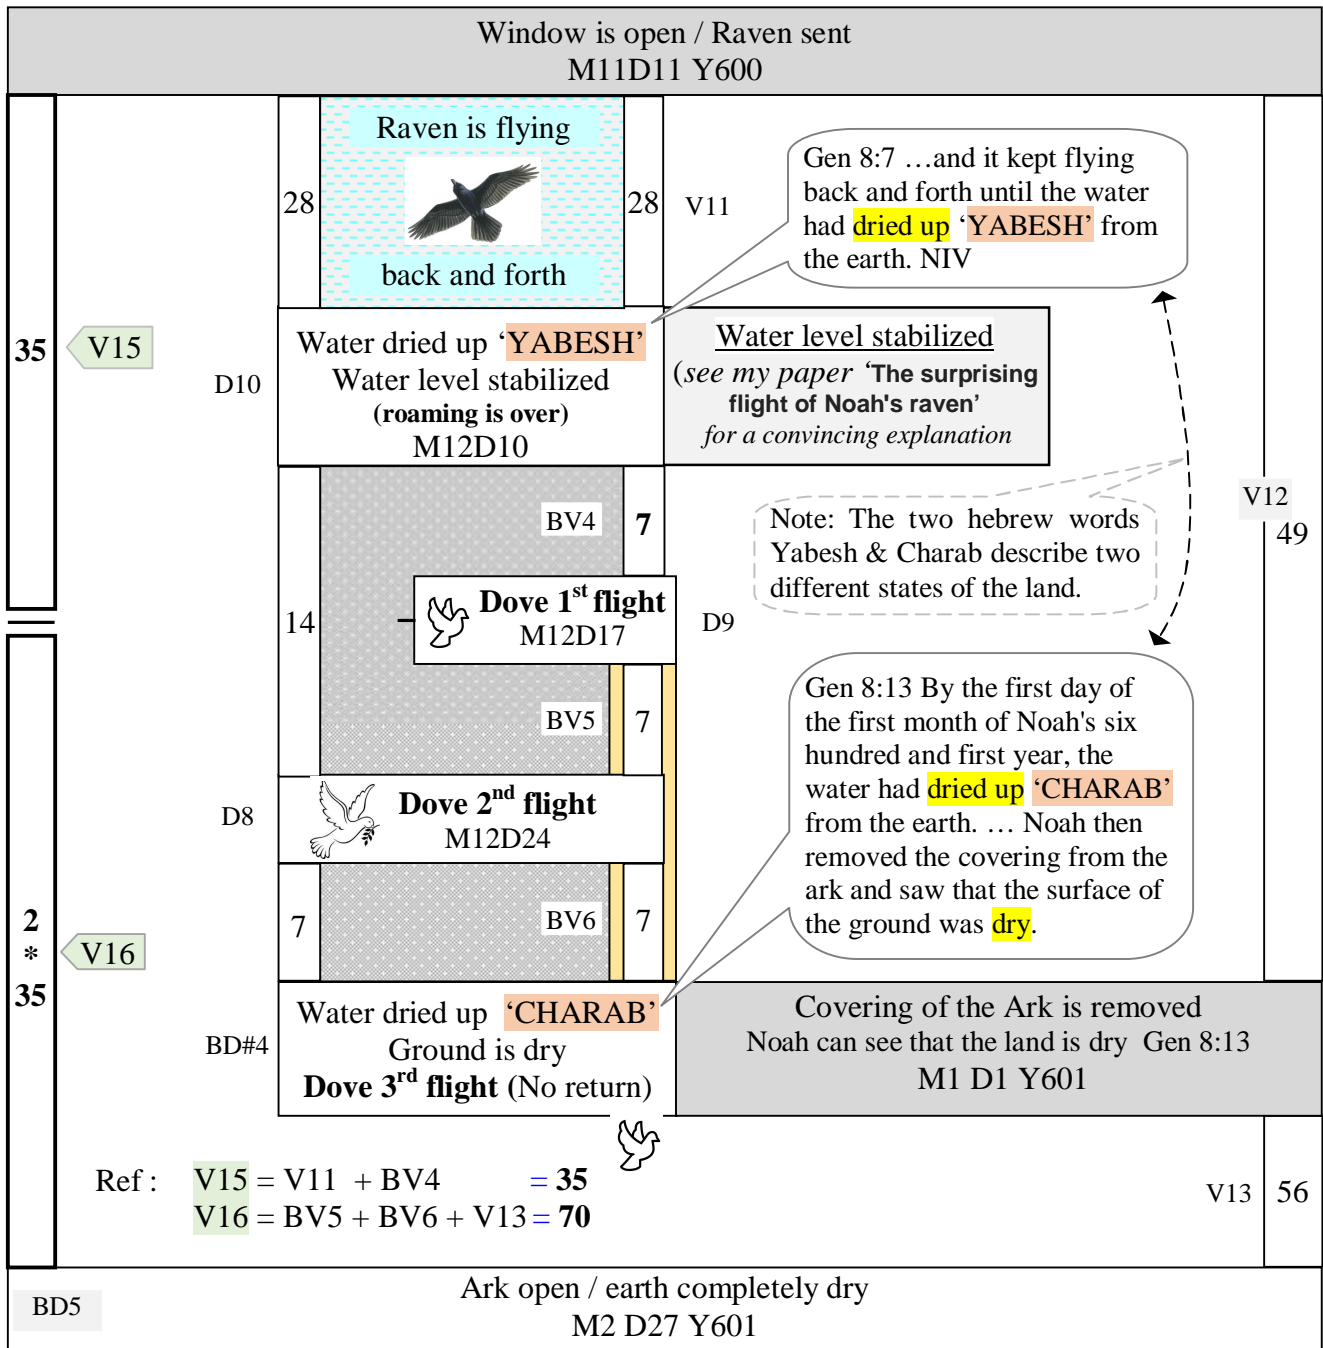 Window is open / Raven sent
M11D11 Y600
Raven is flying
28
28
V11
back and forth
Gen 8:7 …and it kept flying
back and forth until the water
had dried up ‘YABESH’ from
the earth. NIV
35
V15
D10
Water dried up ‘YABESH’
Water level stabilized
(roaming is over)
M12D10
Water level stabilized
(see my paper ‘The surprising
flight of Noah's raven’
for a convincing explanation
V12
49
Note: The two hebrew words
Yabesh & Charab describe two
different states of the land.
14
BV4
7
Dove 1st flight
M12D17
D9
BV5
7
D8
Dove 2nd flight
M12D24
Gen 8:13 By the first day of
the first month of Noah's six
hundred and first year, the
water had dried up ‘CHARAB’
from the earth. … Noah then
removed the covering from the
ark and saw that the surface of
the ground was dry.
2
*
35
V16
7
BV6
7
BD#4
Water dried up ‘CHARAB’
Ground is dry
Dove 3rd flight (No return)
Covering of the Ark is removed
Noah can see that the land is dry Gen 8:13
M1 D1 Y601
Ref : V15 = V11 + BV4 = 35
V16 = BV5 + BV6 + V13 = 70
V13
56
BD5
Ark open / earth completely dry
M2 D27 Y601